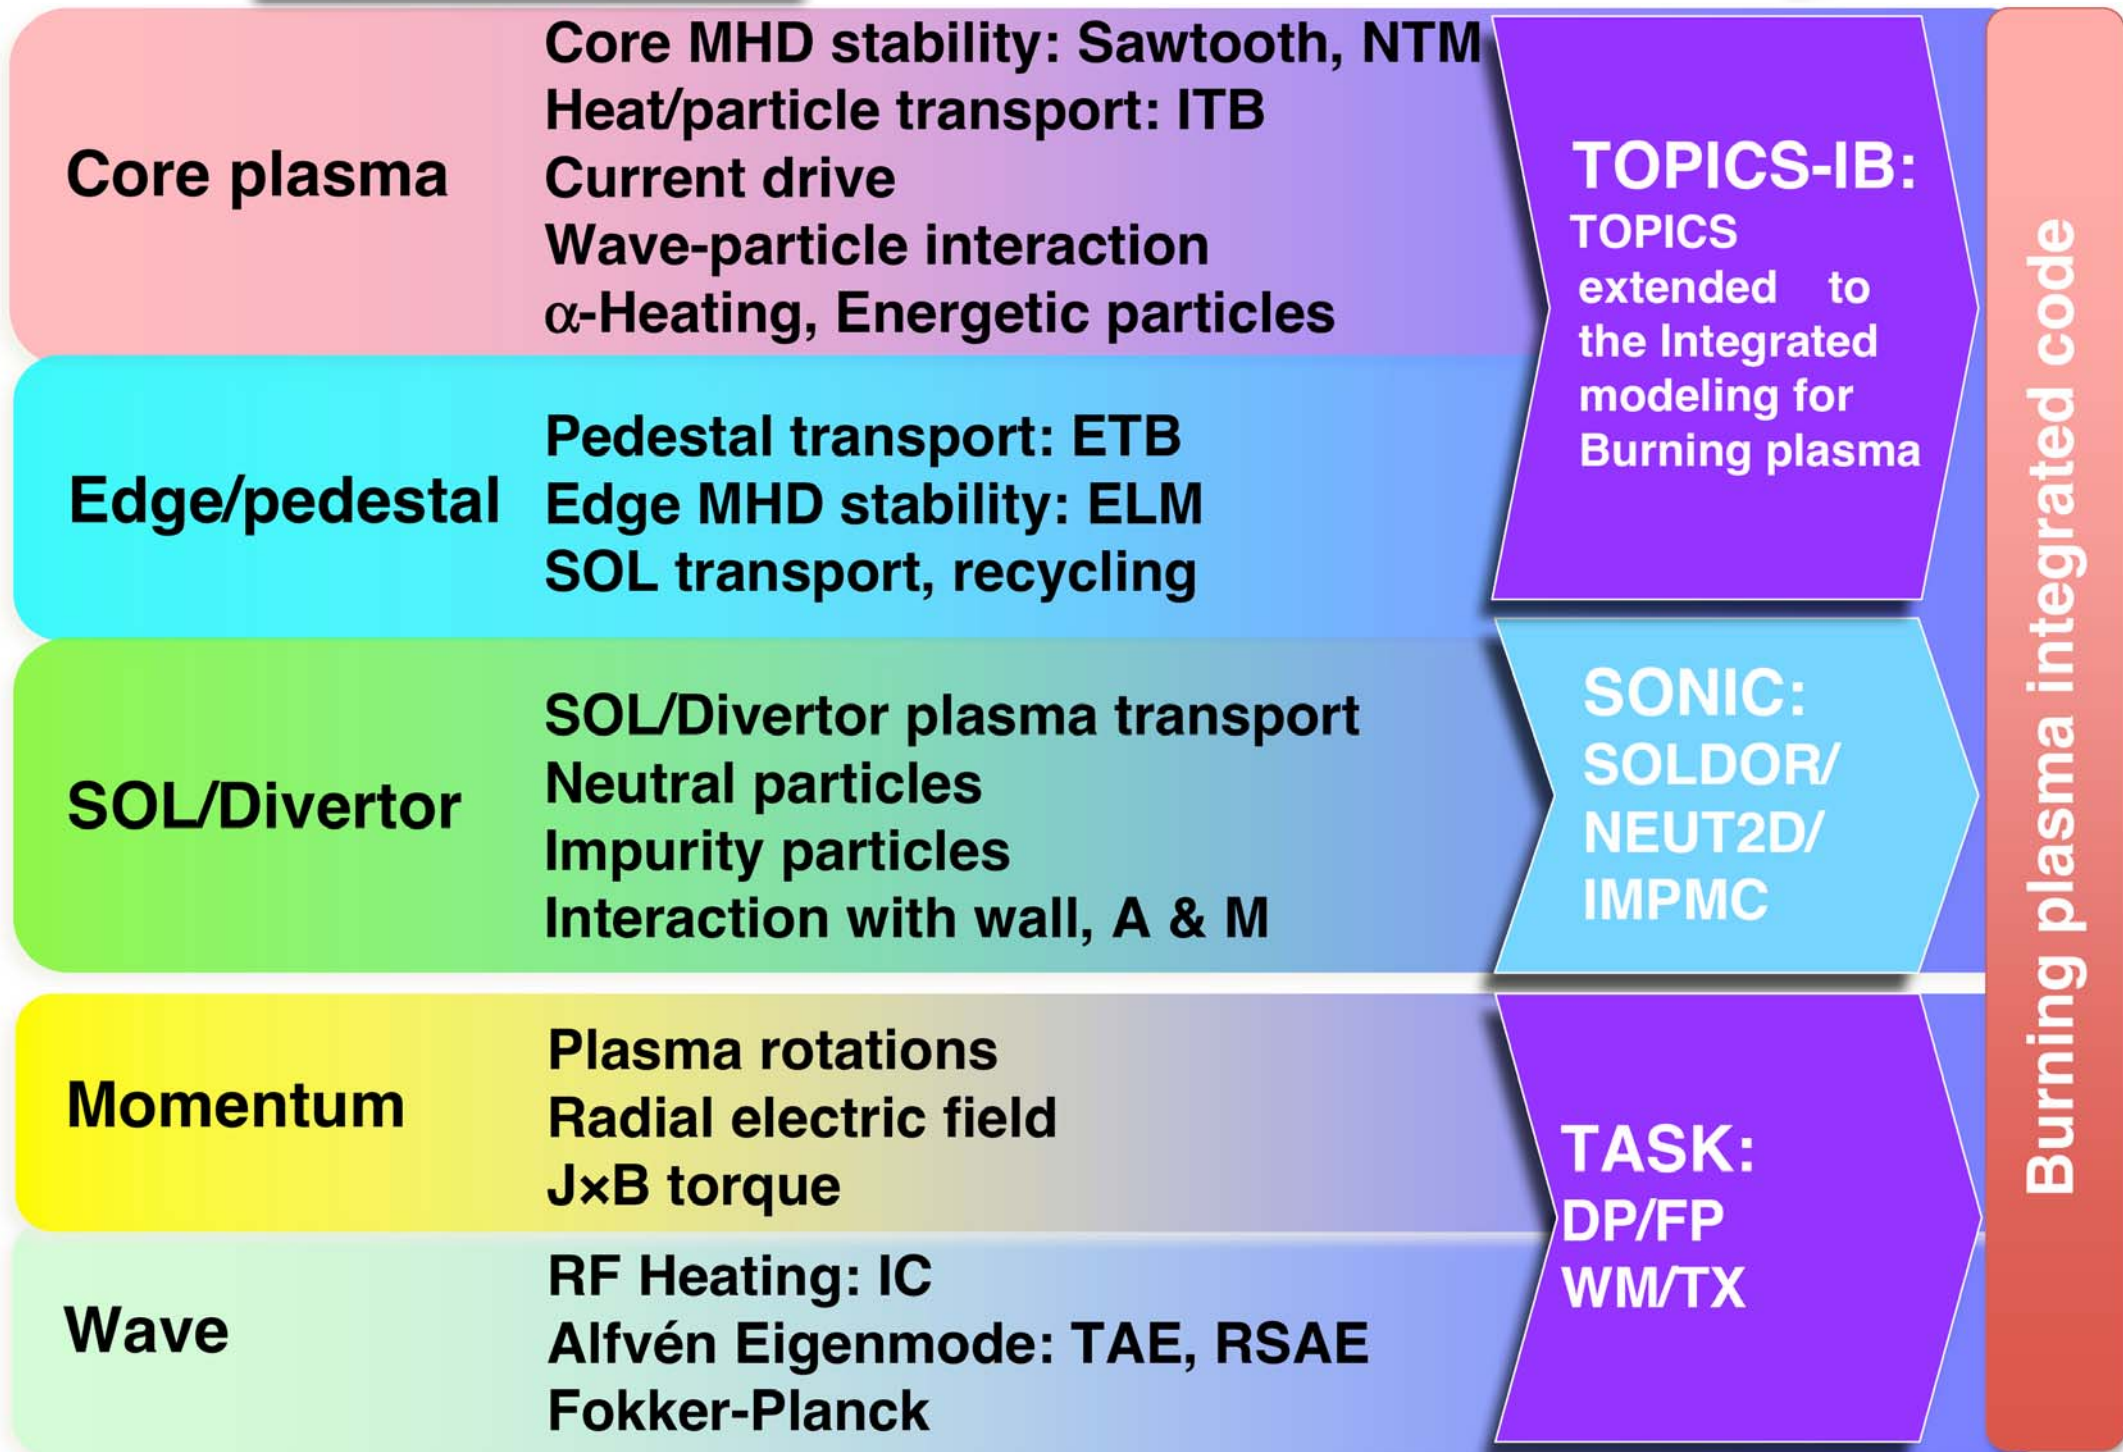 Core plasma
Core MHD stability: Sawtooth, NTM
Heat/particle transport: ITB
Current drive
Wave-particle interaction
α-Heating, Energetic particles
Edge/pedestal
Pedestal transport: ETB
Edge MHD stability: ELM
SOL transport, recycling
TOPICS-IB:
TOPICS
extended to
the Integrated
modeling for
Burning plasma
SOL/Divertor
SOL/Divertor plasma transport
Neutral particles
Impurity particles
Interaction with wall, A & M
SONIC:
SOLDOR/
NEUT2D/
IMPMC
Momentum
Plasma rotations
Radial electric field
J×B torque
Wave
RF Heating: IC
Alfvén Eigenmode: TAE, RSAE
Fokker-Planck
TASK:
DP/FP
WM/TX
Burning plasma integrated code